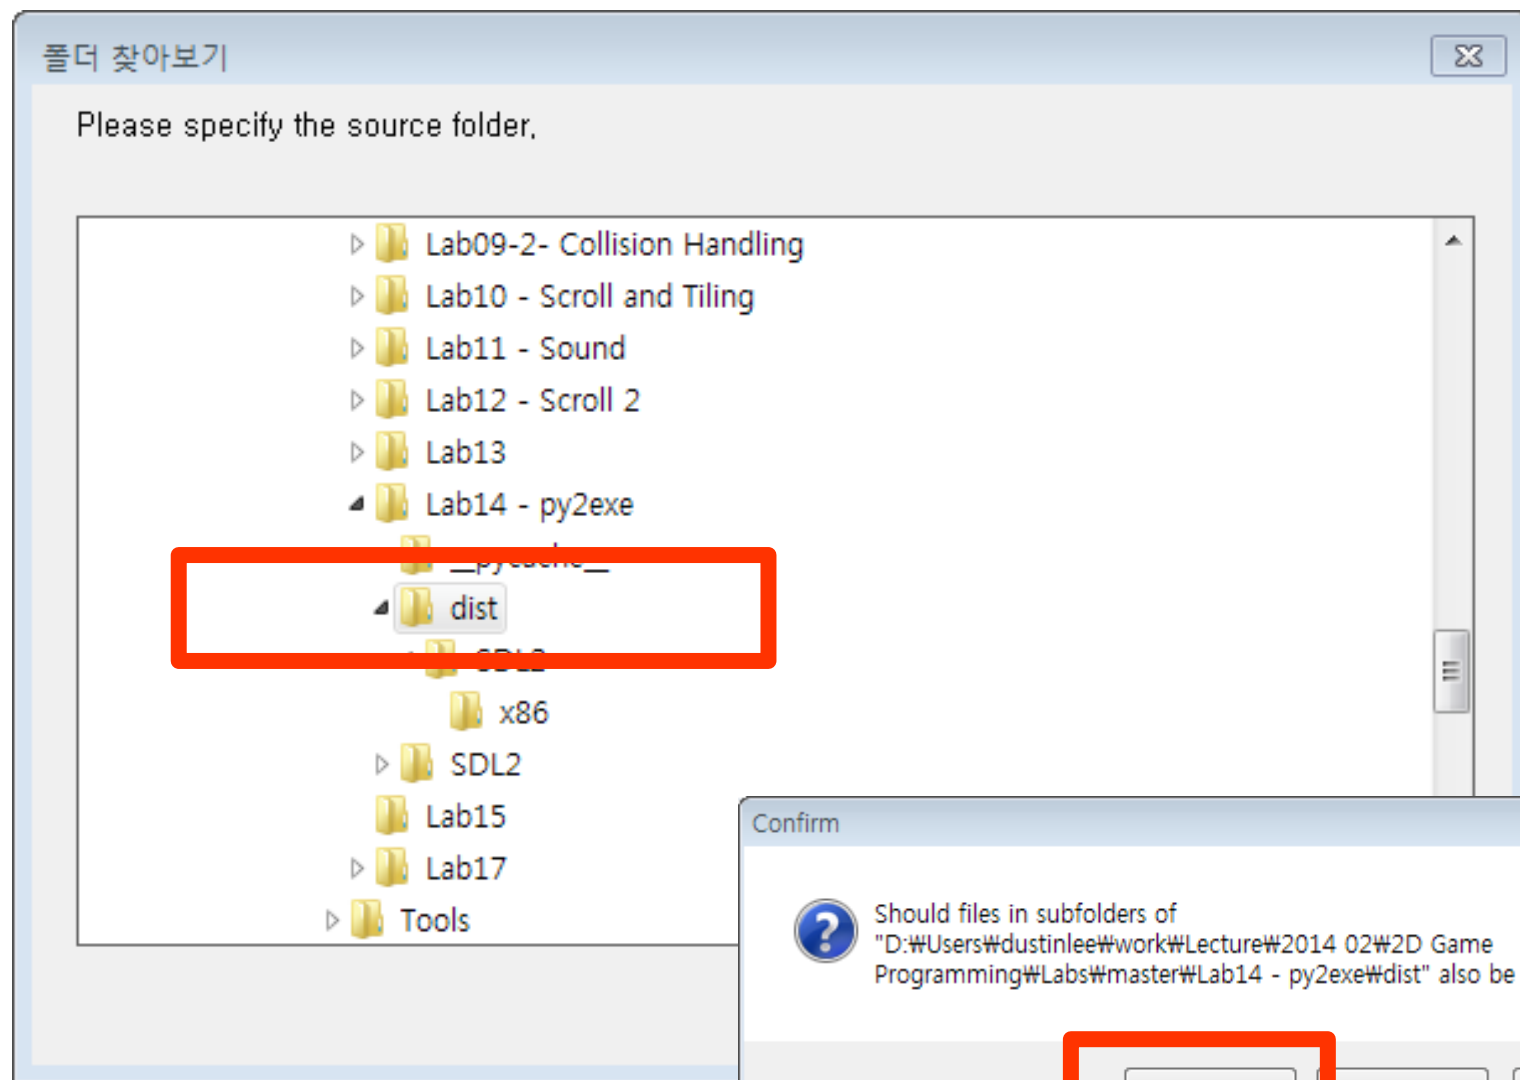 폴더 찾아보기
Please specify the source folder,
Lab09-2- Collision Handling
Lab10 - Scroll and Tiling
Lab11 - Sound
Lab12 - Scroll 2
Lab13
Lab14 - py2exe
__pycache__
dist
SDL2
x86
SDL2
Lab15
Lab17
Tools
Confirm
Should files in subfolders of
"D:₩Users₩dustinlee₩work₩Lecture₩2014 02₩2D Game
Programming₩Labs₩master₩Lab14 - py2exe₩dist" also be